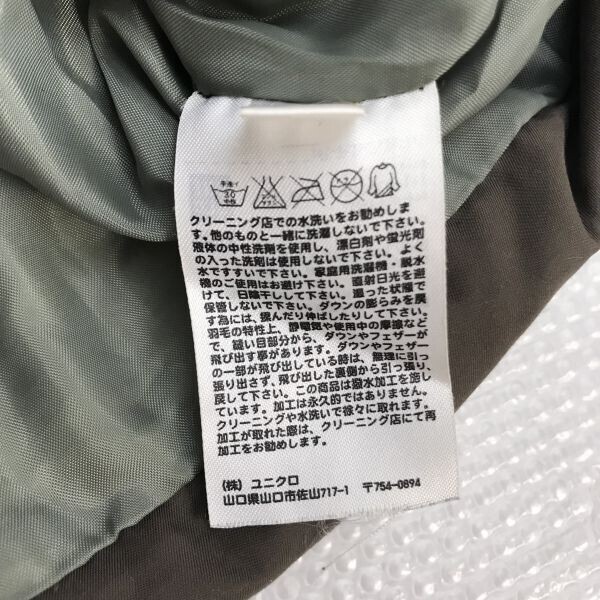 手洗イ
30
中性
クリーニング店での水洗いをお勧めしま
す。他のものと一緒に洗濯しないで下さい。
液体の中性洗剤を使用し、漂白剤や蛍光剤
の入った洗剤は使用しないで下さい。よく
水ですすいで下さい。家庭用洗濯機・脱水
機のご使用はお避け下さい。直射日光を避
けて、日陰干しして下さい。湿った状態で
保管しないで下さい。ダウンの膨らみを戻
す為には、揉んだり伸ばしたりして下さい。
羽毛の特性上、静電気や使用中の摩擦など
で、縫い目部分から、ダウンやフェザーが
飛び出す事があります。ダウンやフェザー
の一部が飛び出している時は、無理に引っ
張り出さず、飛び出した裏側から引っ張り、
戻して下さい。この商品は撥水加工を施し
ています。加工は永久的ではありません。
クリーニングや水洗いで徐々に取れます。
加工が取れた際は、クリーニング店にて再
加工をお勧めします。
(株) ユニクロ
山口県山口市佐山717-1 〒754-0894